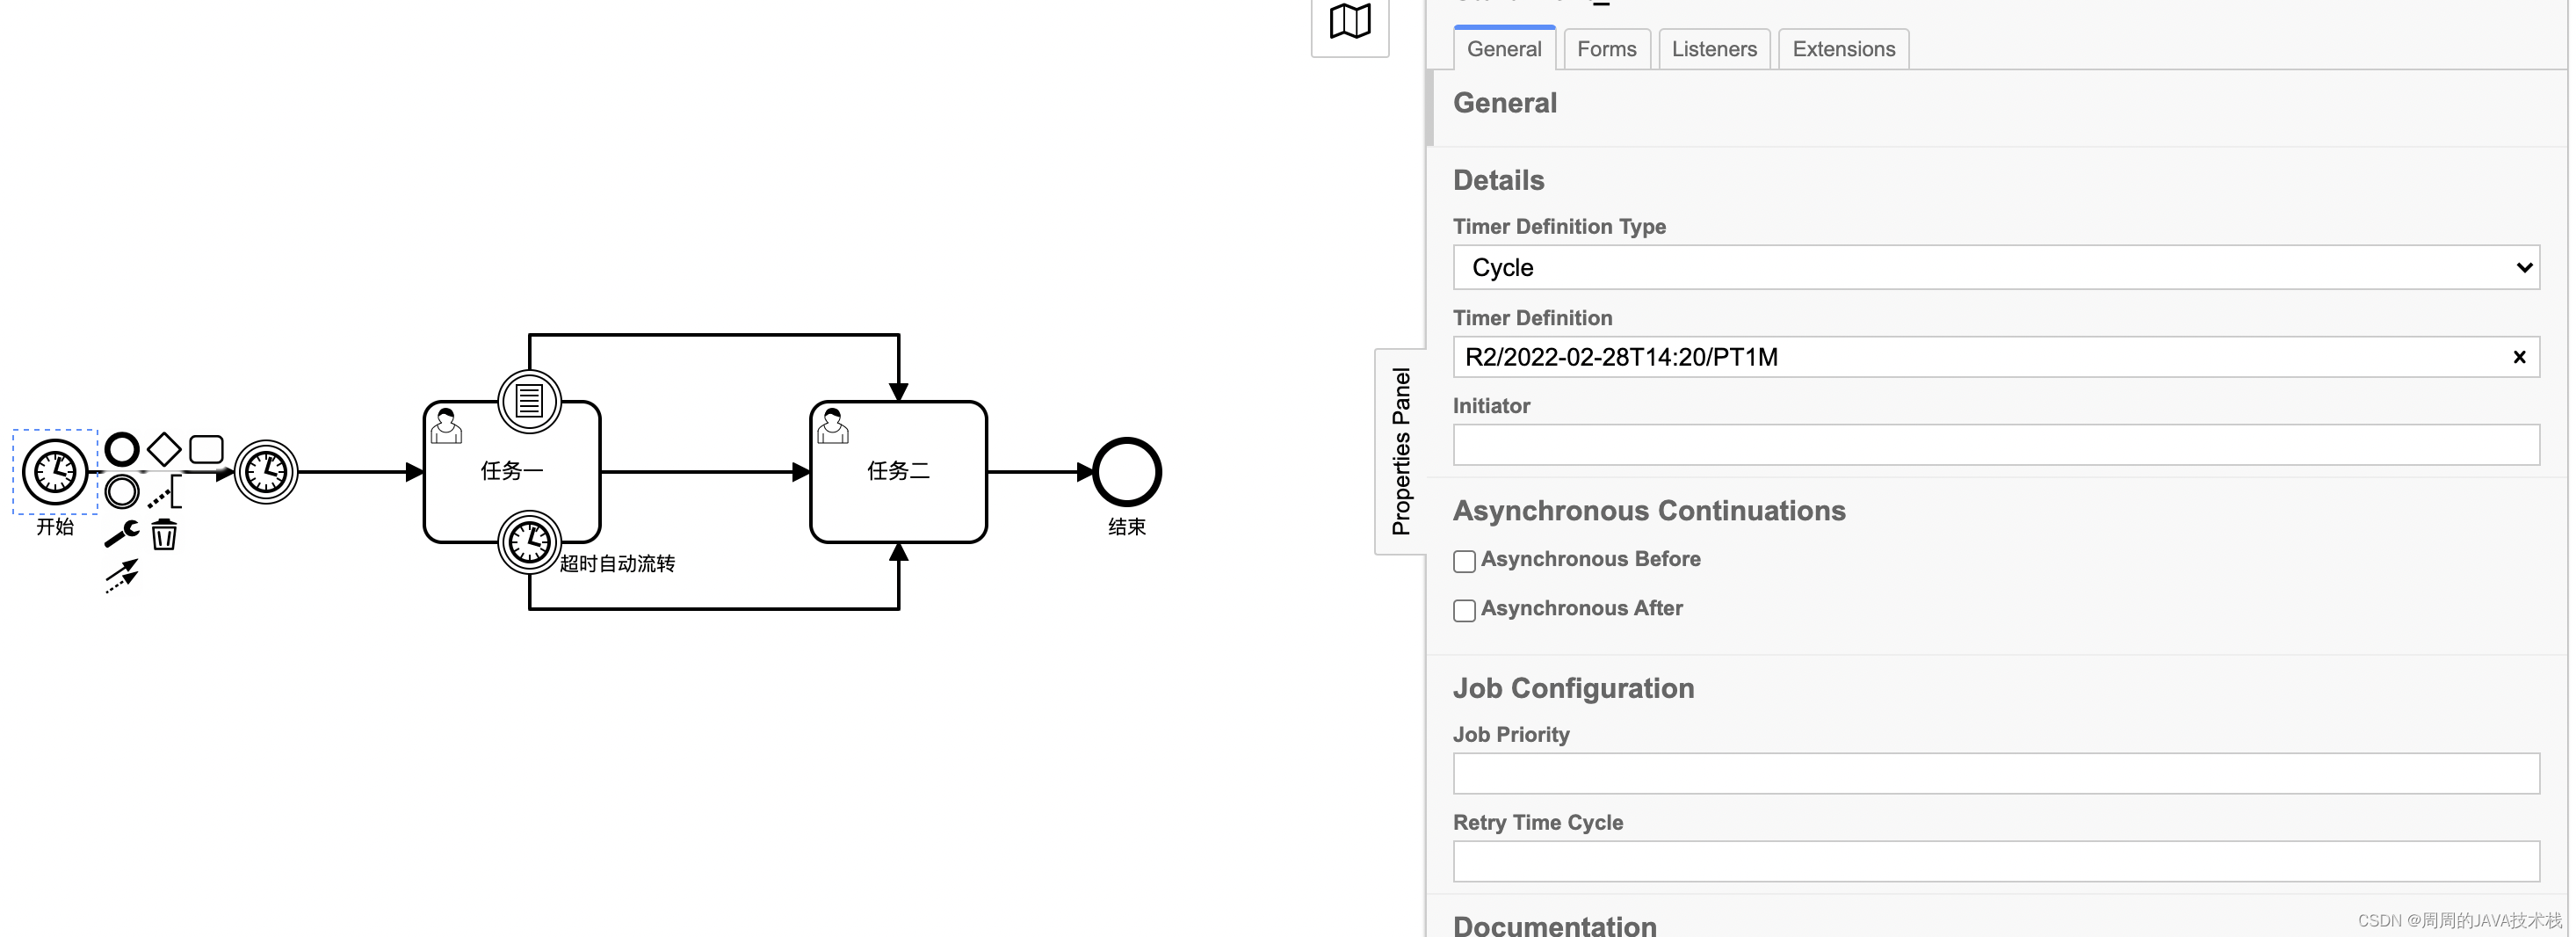 General
Forms
Listeners
Extensions
General
Details
Timer Definition Type
Cycle
Timer Definition
R2/2022-02-28T14:20/PT1M
Initiator
Asynchronous Continuations
Asynchronous Before
Asynchronous After
Job Configuration
Job Priority
Retry Time Cycle
Documentation
Properties Panel
开始
任务一
超时自动流转
任务二
结束
CSDN @周周的JAVA技术栈